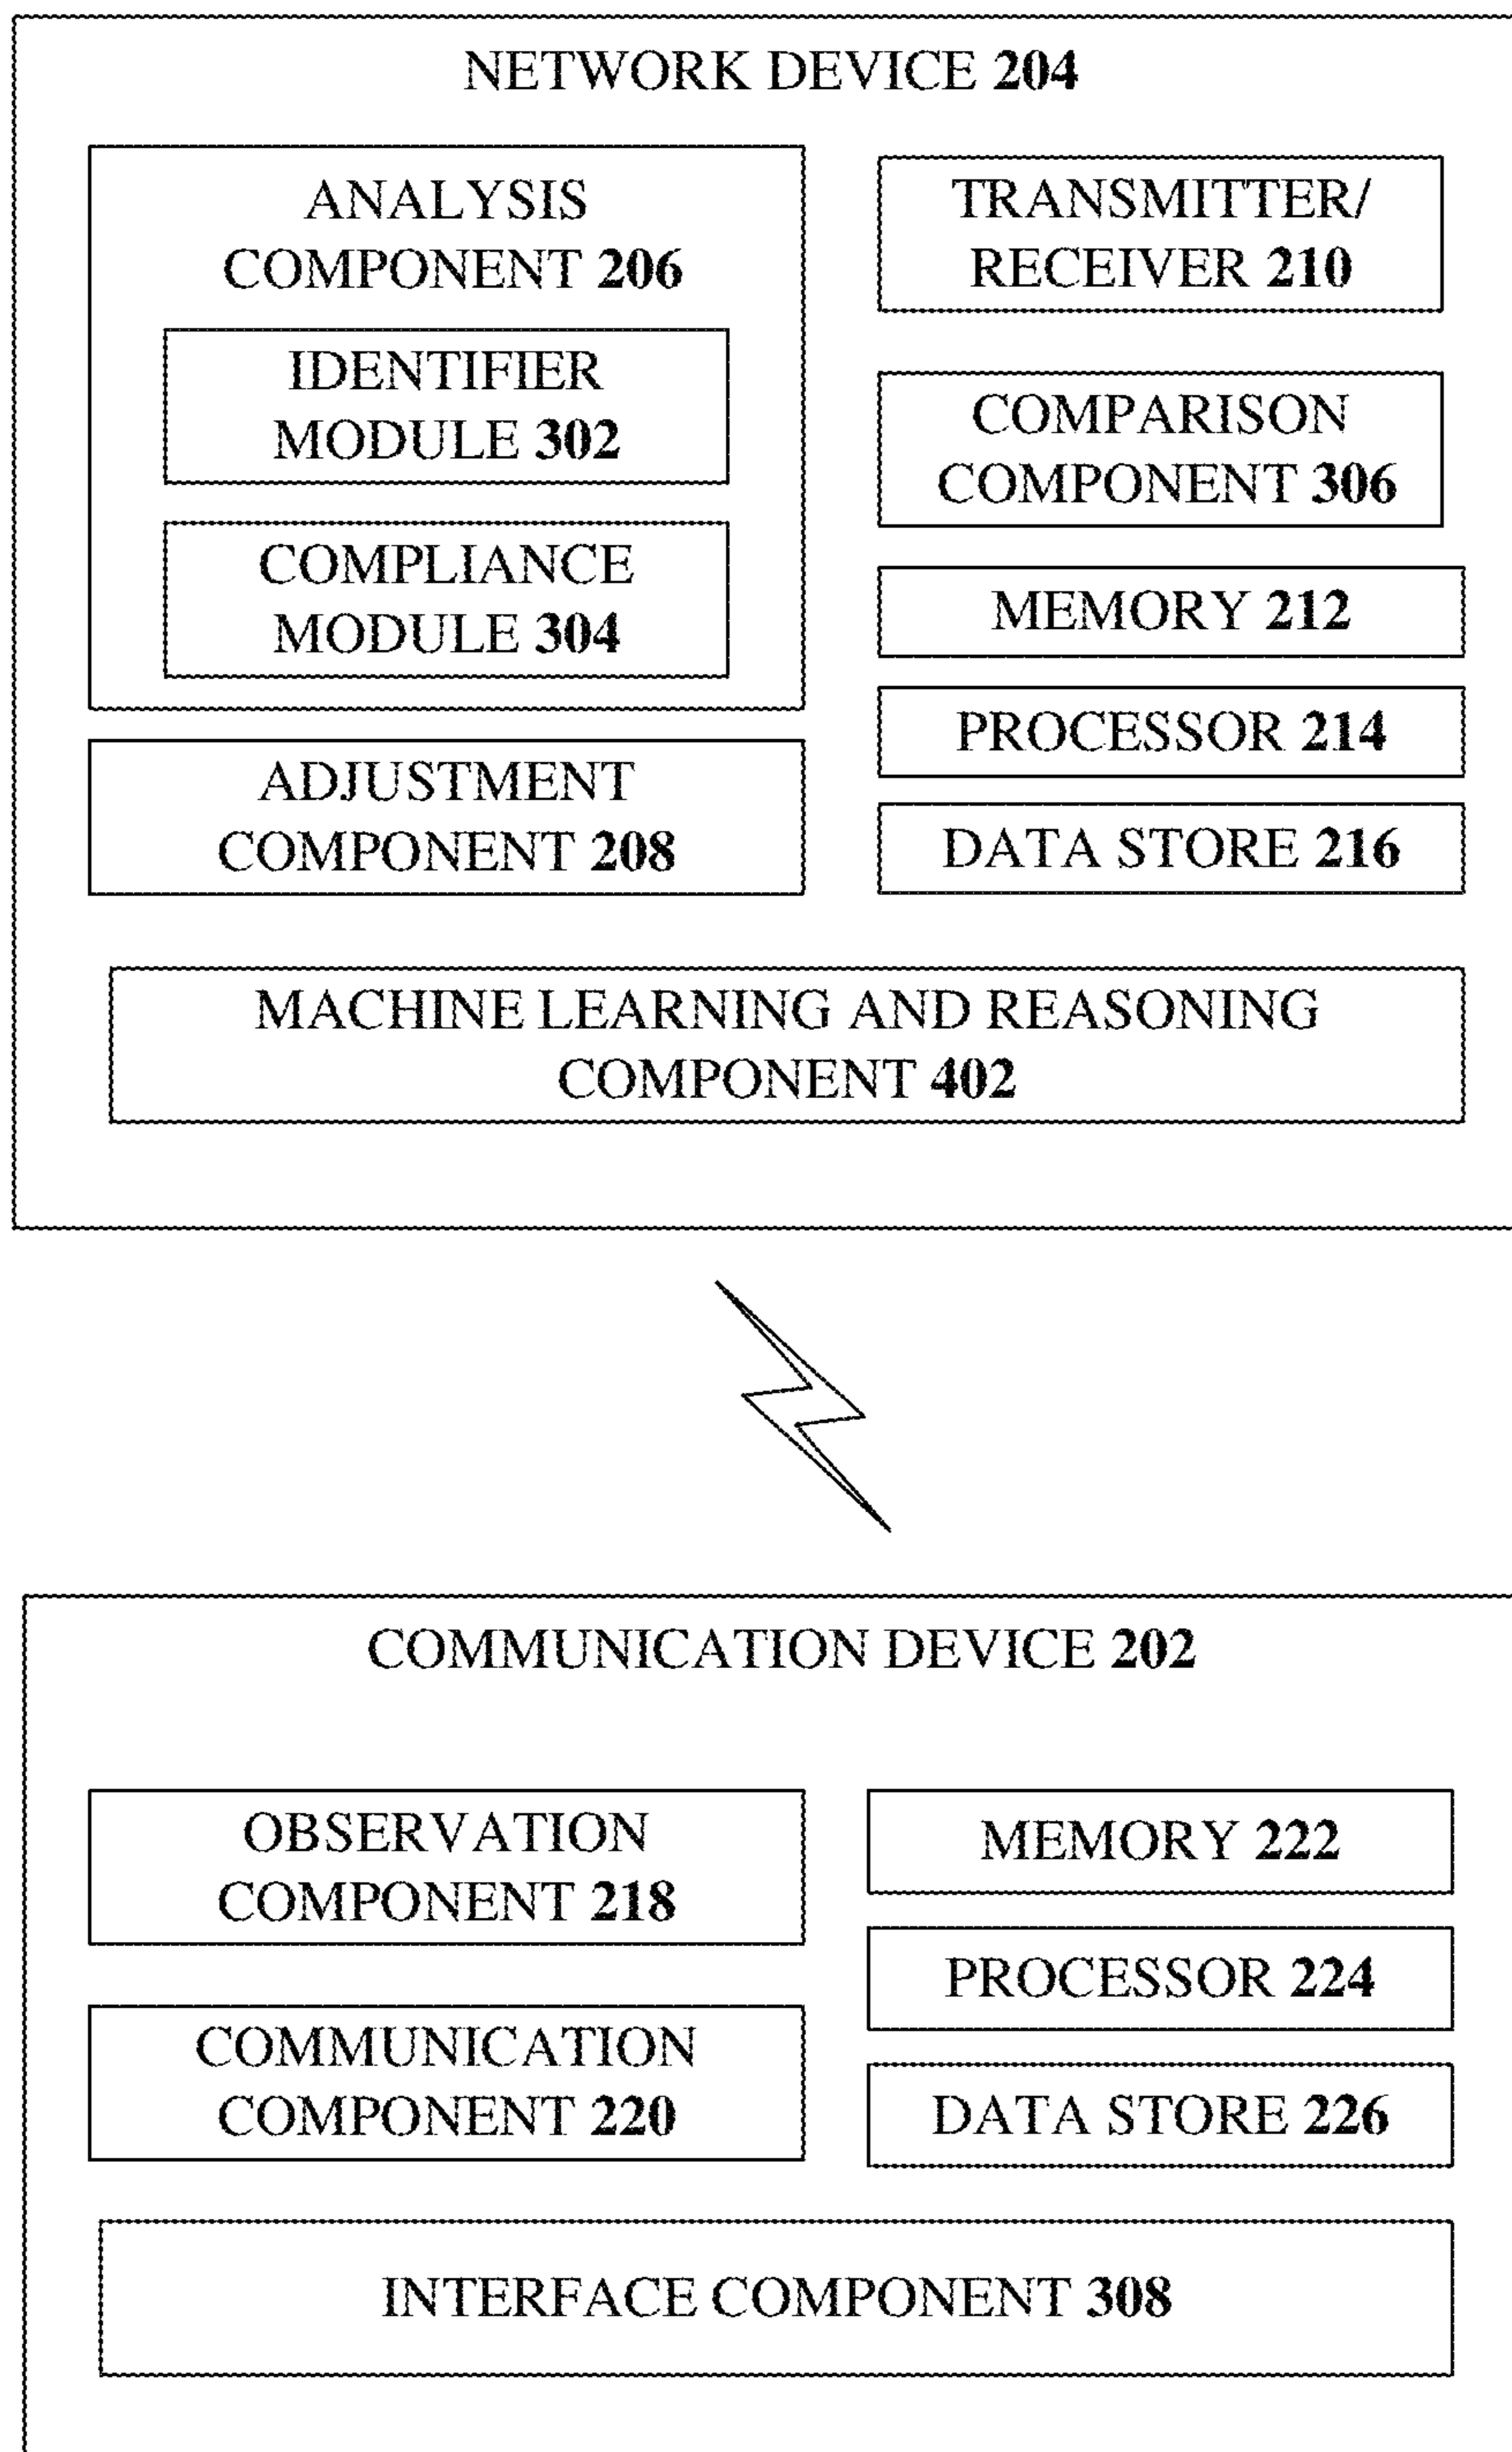 NETWORK DEVICE 204
ANALYSIS
COMPONENT 206
IDENTIFIER
MODULE 302
COMPLIANCE
MODULE 304
ADJUSTMENT
COMPONENT 208
TRANSMITTER/
RECEIVER 210
COMPARISON
COMPONENT 306
MEMORY 212
PROCESSOR 214
DATA STORE 216
MACHINE LEARNING AND REASONING
COMPONENT 402
COMMUNICATION DEVICE 202
OBSERVATION
COMPONENT 218
COMMUNICATION
COMPONENT 220
MEMORY 222
PROCESSOR 224
DATA STORE 226
INTERFACE COMPONENT 308